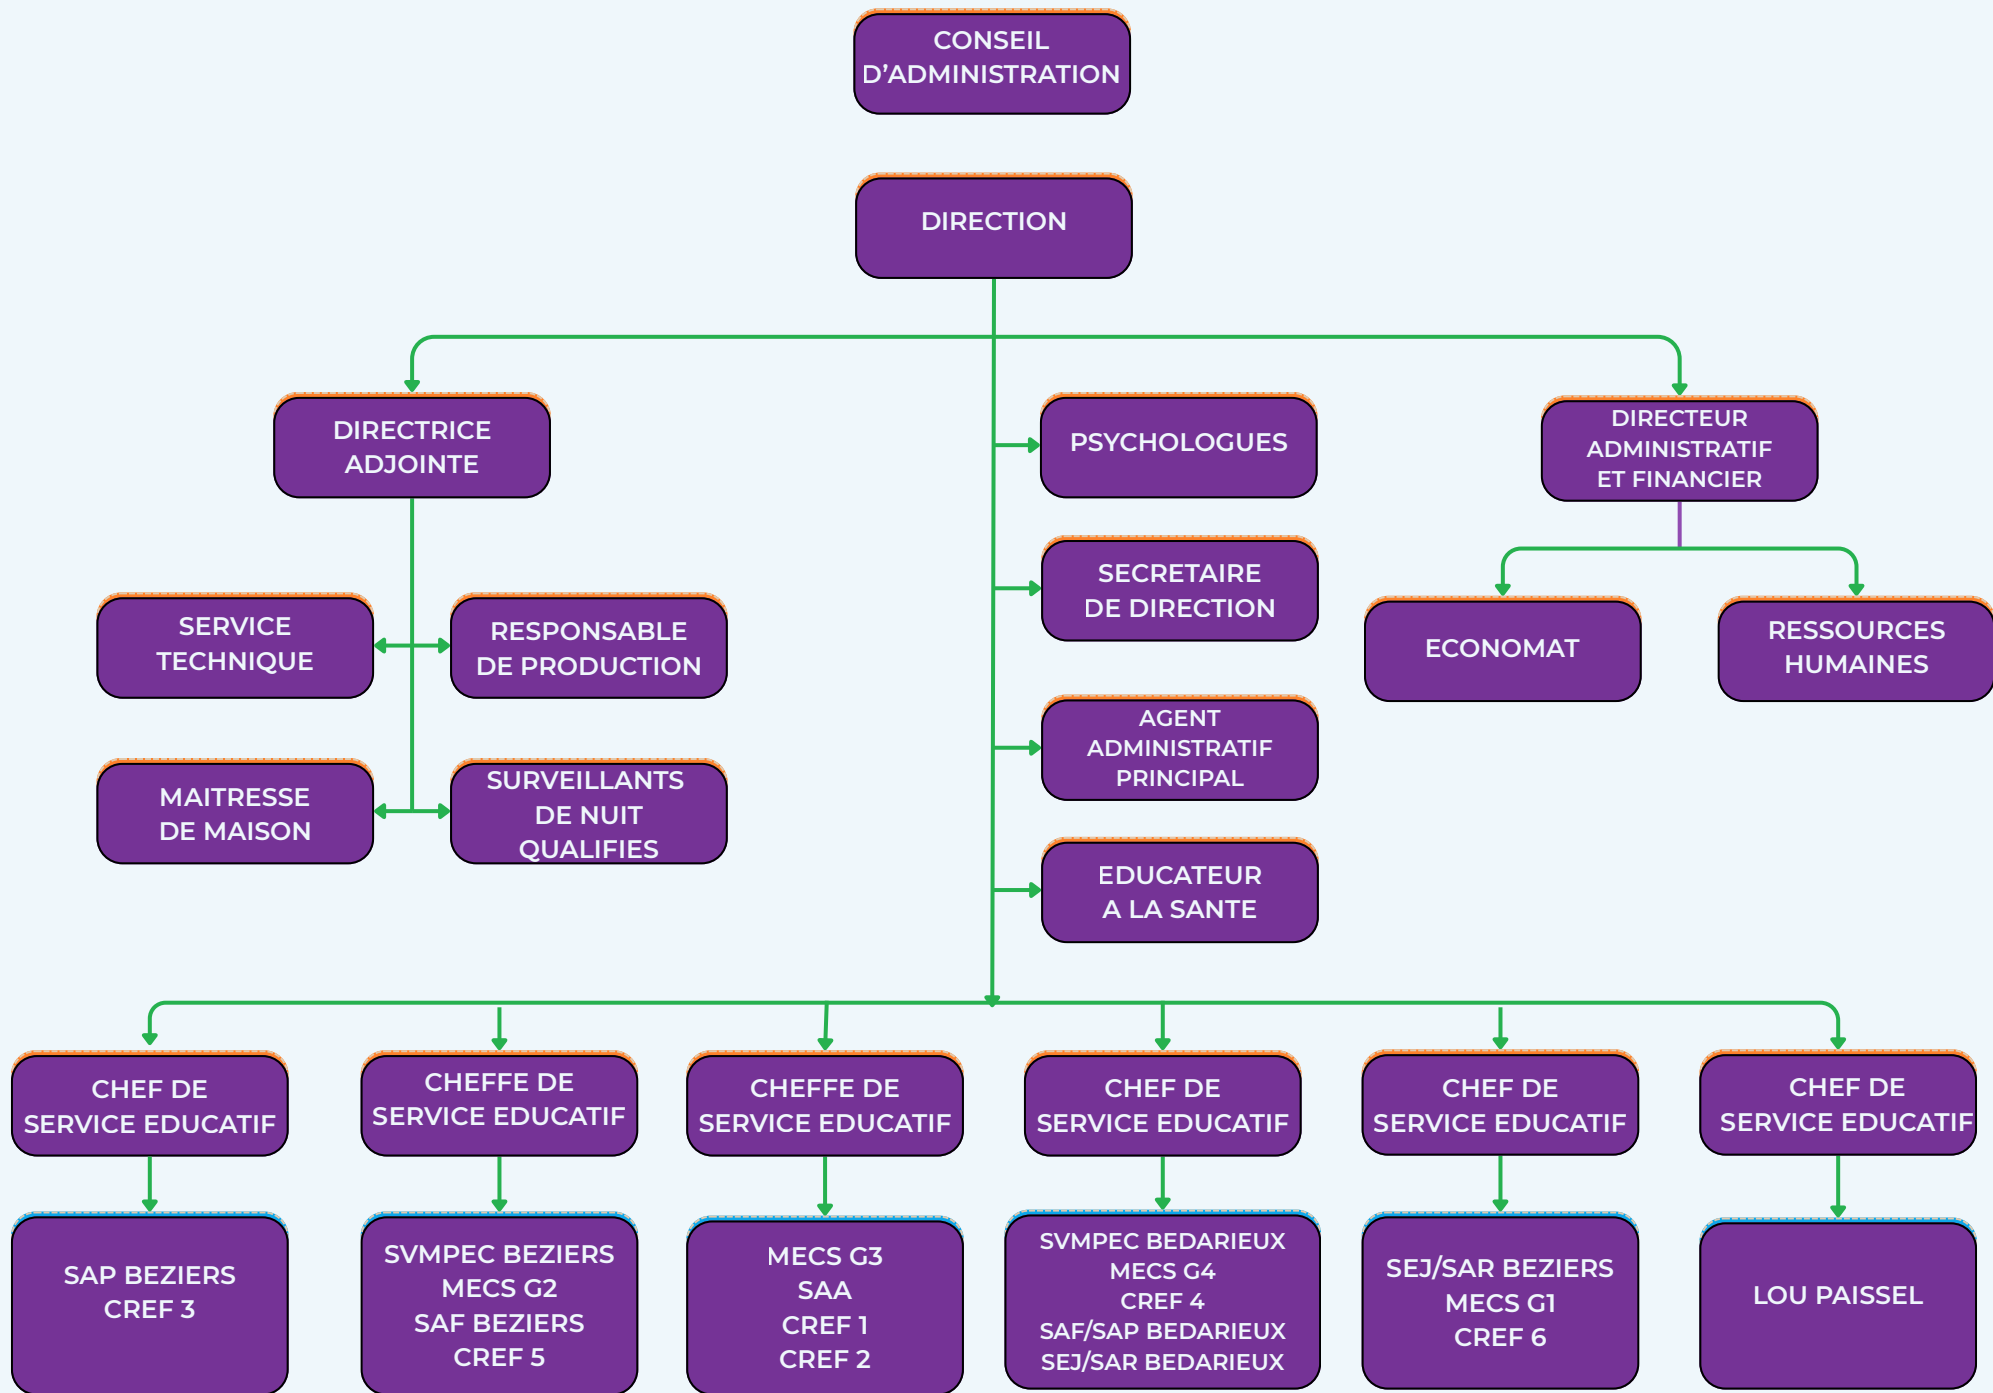 CONSEIL
D’ADMINISTRATION
DIRECTION
DIRECTRICE
ADJOINTE
PSYCHOLOGUES
DIRECTEUR
ADMINISTRATIF
ET FINANCIER
SERVICE
TECHNIQUE
RESPONSABLE
DE PRODUCTION
SECRETAIRE
DE DIRECTION
ECONOMAT
RESSOURCES
HUMAINES
MAITRESSE
DE MAISON
SURVEILLANTS
DE NUIT
QUALIFIES
AGENT
ADMINISTRATIF
PRINCIPAL
EDUCATEUR
A LA SANTE
CHEF DE
SERVICE EDUCATIF
CHEFFE DE
SERVICE EDUCATIF
CHEFFE DE
SERVICE EDUCATIF
CHEF DE
SERVICE EDUCATIF
CHEF DE
SERVICE EDUCATIF
CHEF DE
SERVICE EDUCATIF
SAP BEZIERS
CREF 3
SVMPEC BEZIERS
MECS G2
SAF BEZIERS
CREF 5
MECS G3
SAA
CREF 1
CREF 2
SVMPEC BEDARIEUX
MECS G4
CREF 4
SAF/SAP BEDARIEUX
SEJ/SAR BEDARIEUX
SEJ/SAR BEZIERS
MECS G1
CREF 6
LOU PAISSEL